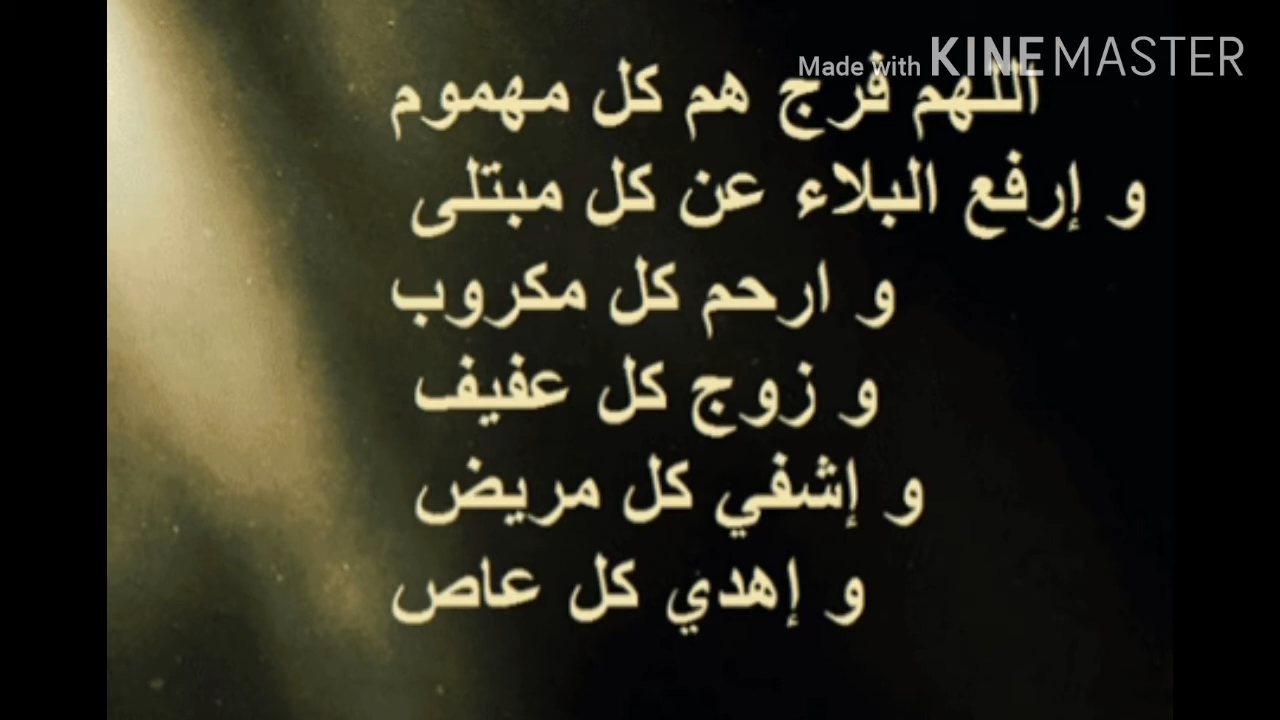 Made with KINEMASTER
اللهم فرج هم كل مهموم
و إرفع البلاء عن كل مبتلى
و ارحم كل مكروب
و زوج كل عفيف
و إشفي كل مريض
و إهدي كل عاص